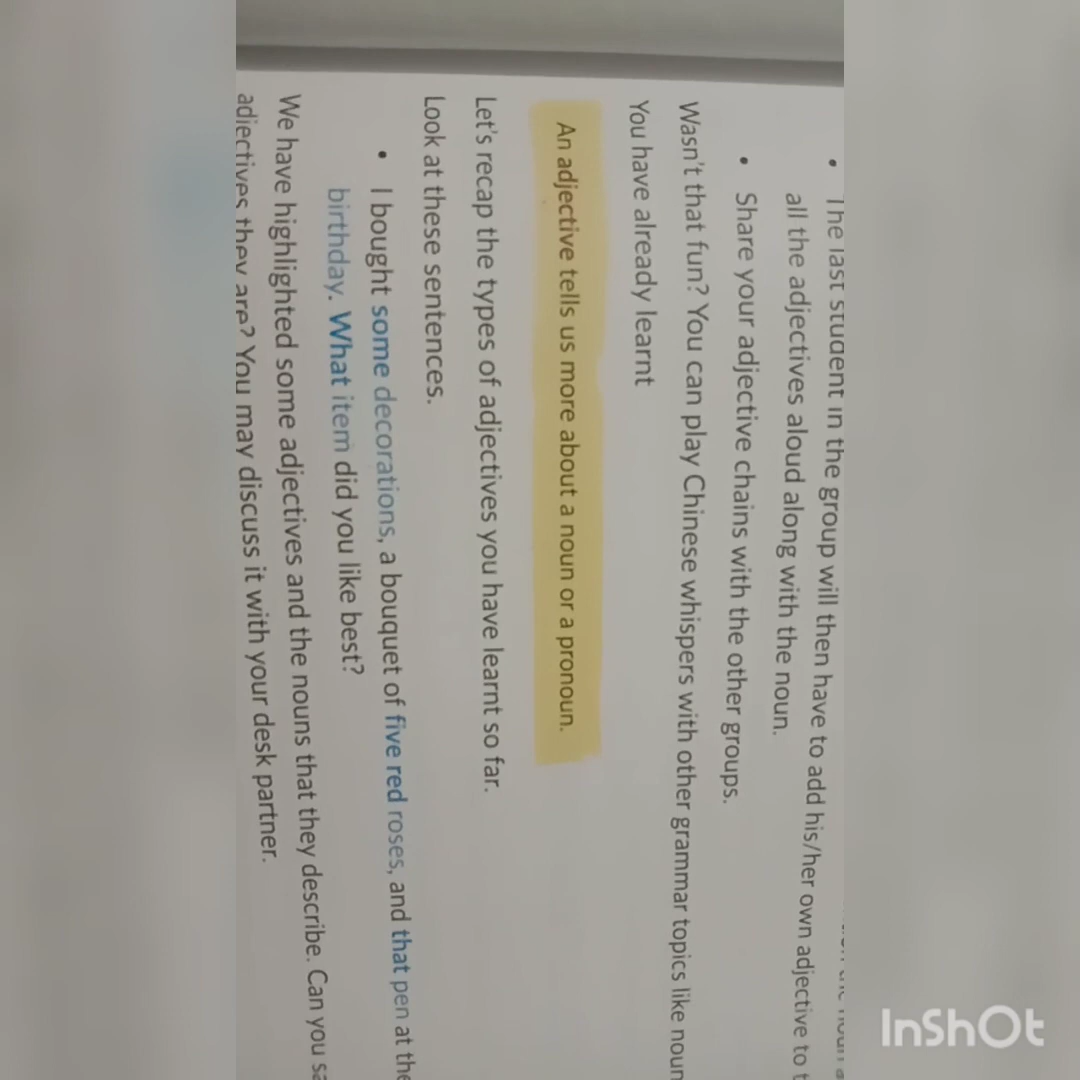 • The last student in the group will then have to add his/her own adjective to
all the adjectives aloud along with the noun.
• Share your adjective chains with the other groups.
Wasn't that fun? You can play Chinese whispers with other grammar topics like noun
You have already learnt
An adjective tells us more about a noun or a pronoun.
Let's recap the types of adjectives you have learnt so far.
Look at these sentences.
• I bought some decorations, a bouquet of five red roses, and that pen at the
birthday. What item did you like best?
We have highlighted some adjectives and the nouns that they describe. Can you sa
adjectives they are? You may discuss it with your desk partner.
InShOt